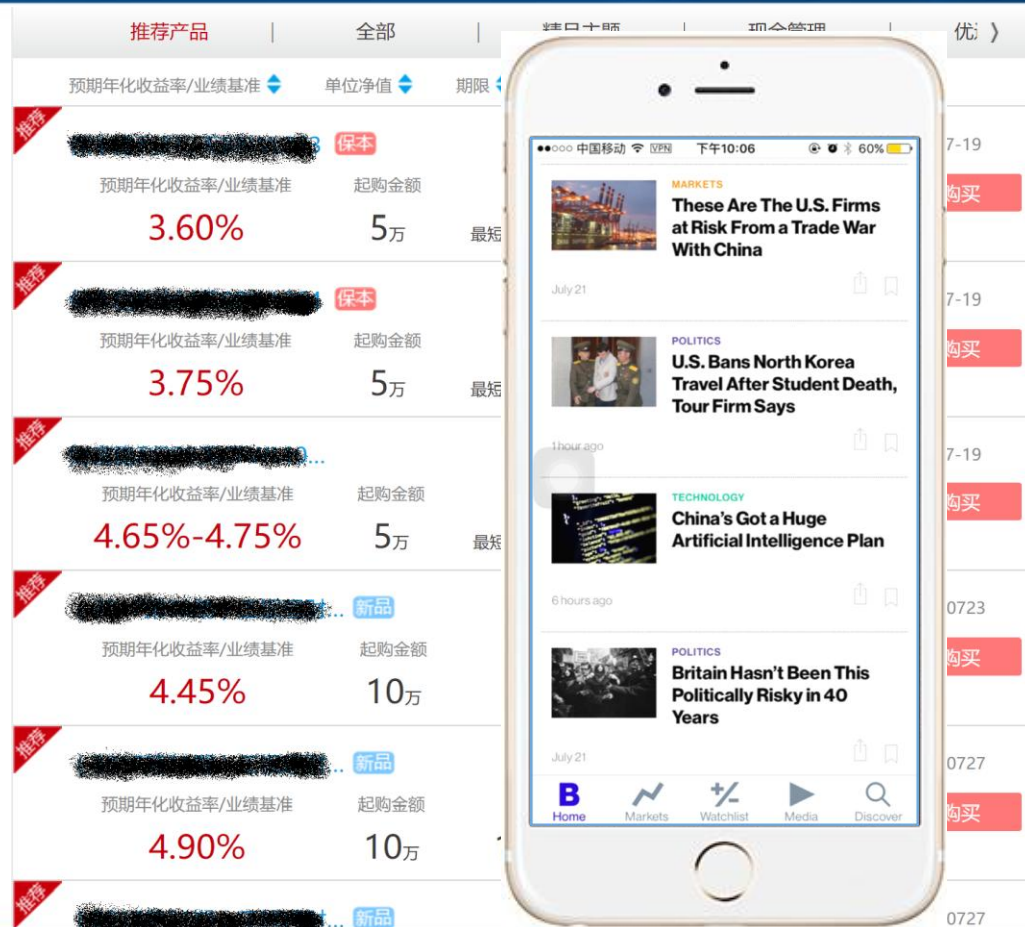 推荐产品 | 全部 | 精品主题 | 现金管理 | 优
预期年化收益率/业绩基准 单位净值 期限
推荐
3 保本 7-19
预期年化收益率/业绩基准 起购金额 购买
3.60% 5万 最短
推荐
保本 7-19
预期年化收益率/业绩基准 起购金额 购买
3.75% 5万 最短
推荐
... 7-19
预期年化收益率/业绩基准 起购金额 购买
4.65%-4.75% 5万 最短
推荐
... 新品 0723
预期年化收益率/业绩基准 起购金额 购买
4.45% 10万
推荐
... 新品 0727
预期年化收益率/业绩基准 起购金额 购买
4.90% 10万
推荐
... 新品 0727
中国移动 VPN 下午10:06 60%
MARKETS
These Are The U.S. Firms
at Risk From a Trade War
With China
July 21
POLITICS
U.S. Bans North Korea
Travel After Student Death,
Tour Firm Says
1 hour ago
TECHNOLOGY
China's Got a Huge
Artificial Intelligence Plan
6 hours ago
POLITICS
Britain Hasn't Been This
Politically Risky in 40
Years
July 21
B
Home Markets Watchlist Media Discover